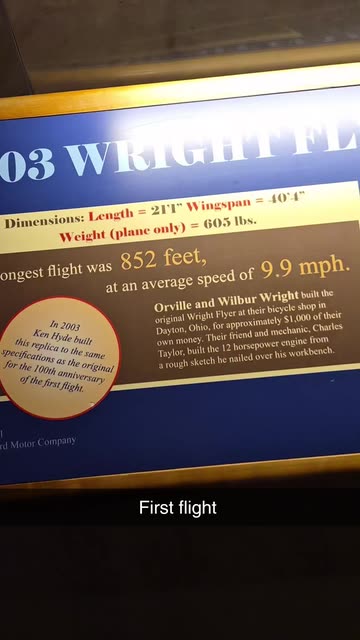 03 WRIGHT FL
Dimensions: Length = 21'1" Wingspan = 40'4"
Weight (plane only) = 605 lbs.
ongest flight was 852 feet,
at an average speed of 9.9 mph.
Orville and Wilbur Wright built the
original Wright Flyer at their bicycle shop in
Dayton, Ohio, for approximately $1,000 of their
own money. Their friend and mechanic, Charles
Taylor, built the 12 horsepower engine from
a rough sketch he nailed over his workbench.
In 2003
Ken Hyde built
this replica to the same
specifications as the original
for the 100th anniversary
of the first flight.
rd Motor Company
First flight